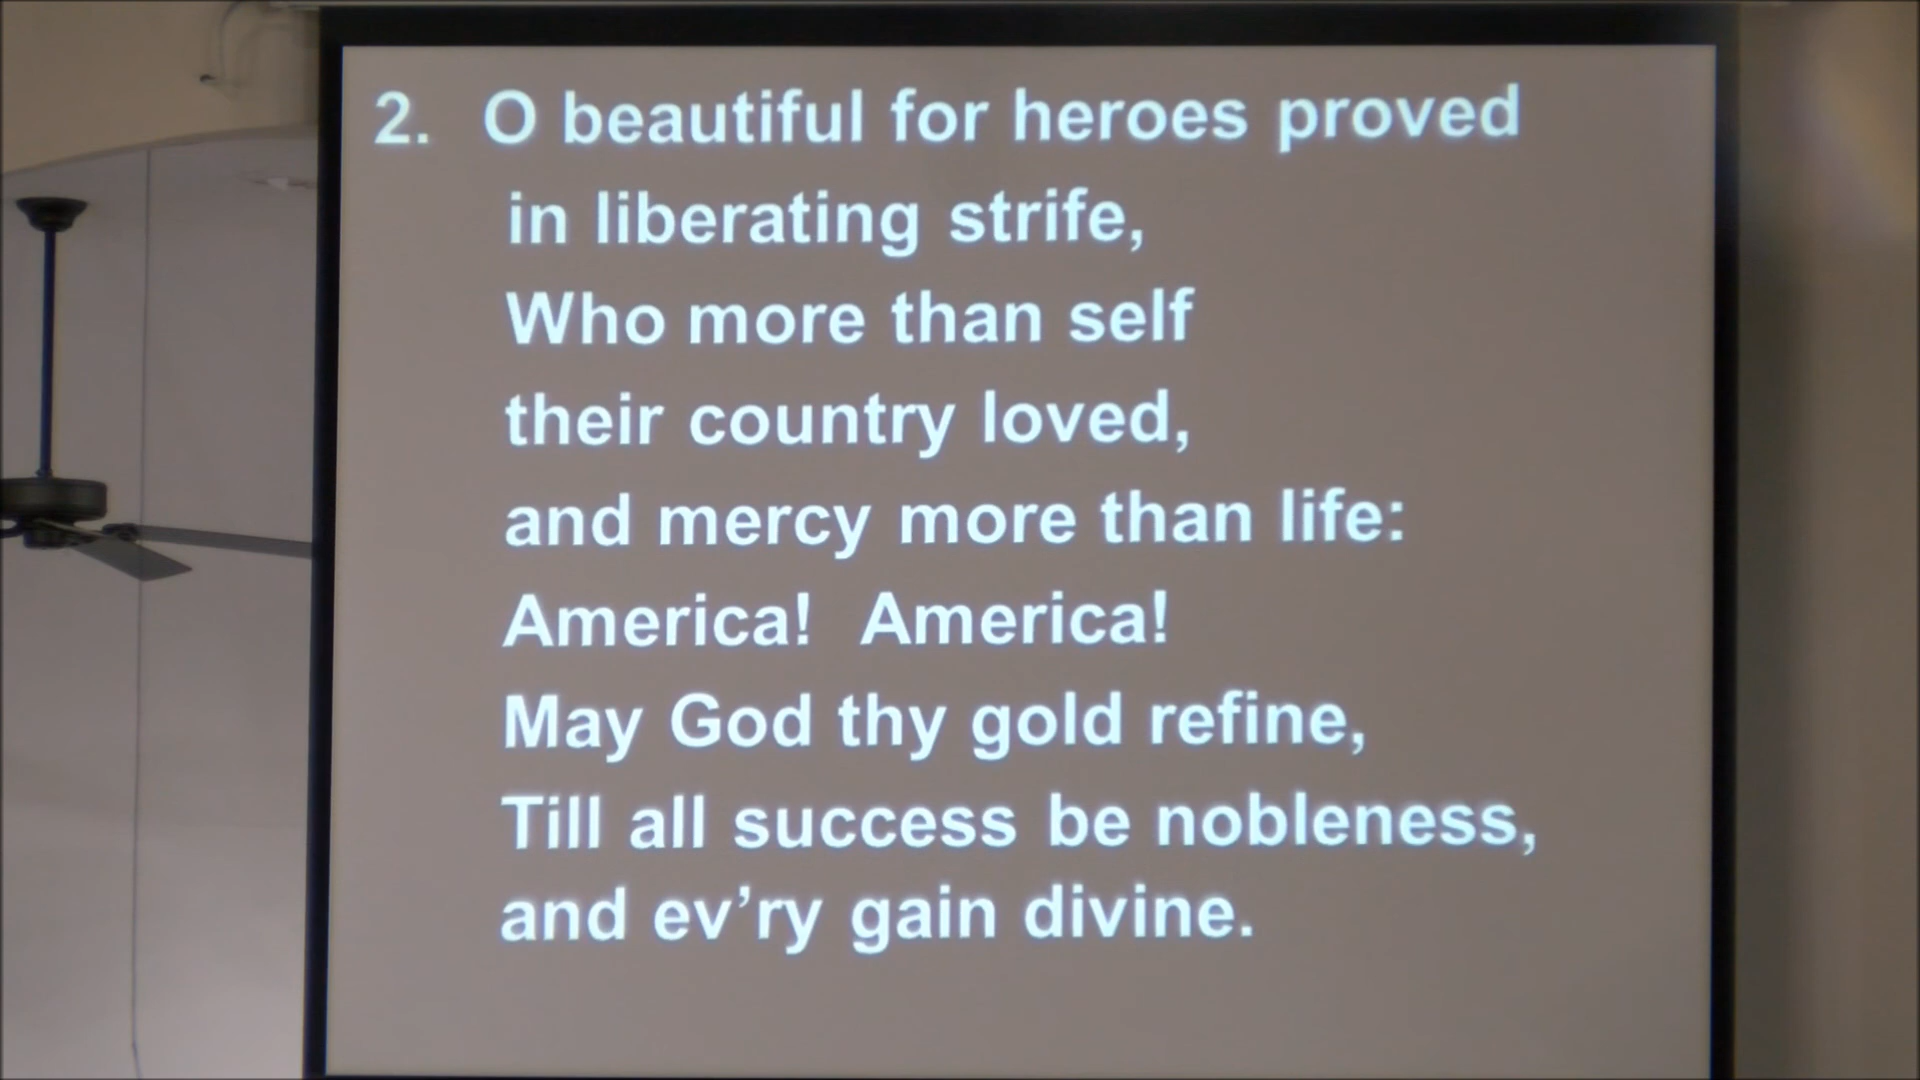 2. O beautiful for heroes proved
in liberating strife,
Who more than self
their country loved,
and mercy more than life:
America! America!
May God thy gold refine,
Till all success be nobleness,
and ev’ry gain divine.